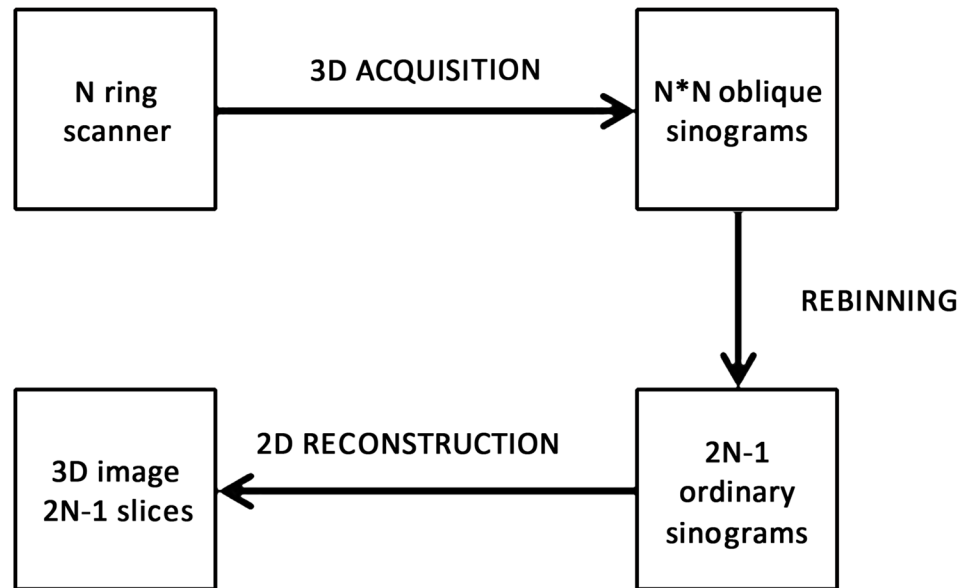 N ring
scanner
3D ACQUISITION
N*N oblique
sinograms
REBINNING
2N-1
ordinary
sinograms
2D RECONSTRUCTION
3D image
2N-1 slices